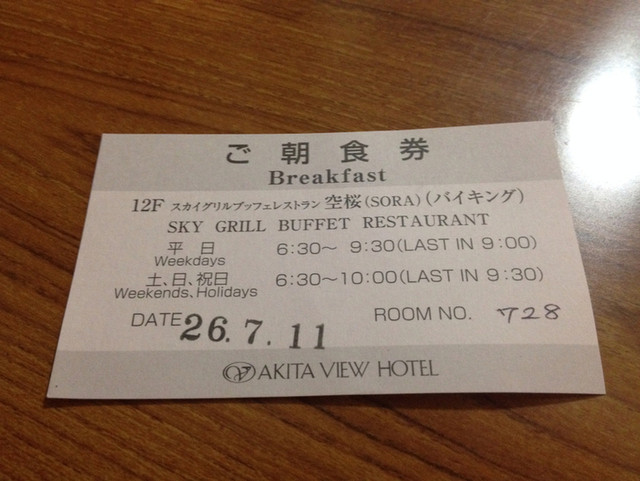 ご朝食券
Breakfast
12F スカイグリルブッフェレストラン 空桜(SORA)(バイキング)
SKY GRILL BUFFET RESTAURANT
平日 6:30～ 9:30(LAST IN 9:00)
Weekdays
土、日、祝日 6:30～10:00(LAST IN 9:30)
Weekends、Holidays
DATE 26.7.11 ROOM NO. 728
AKITA VIEW HOTEL